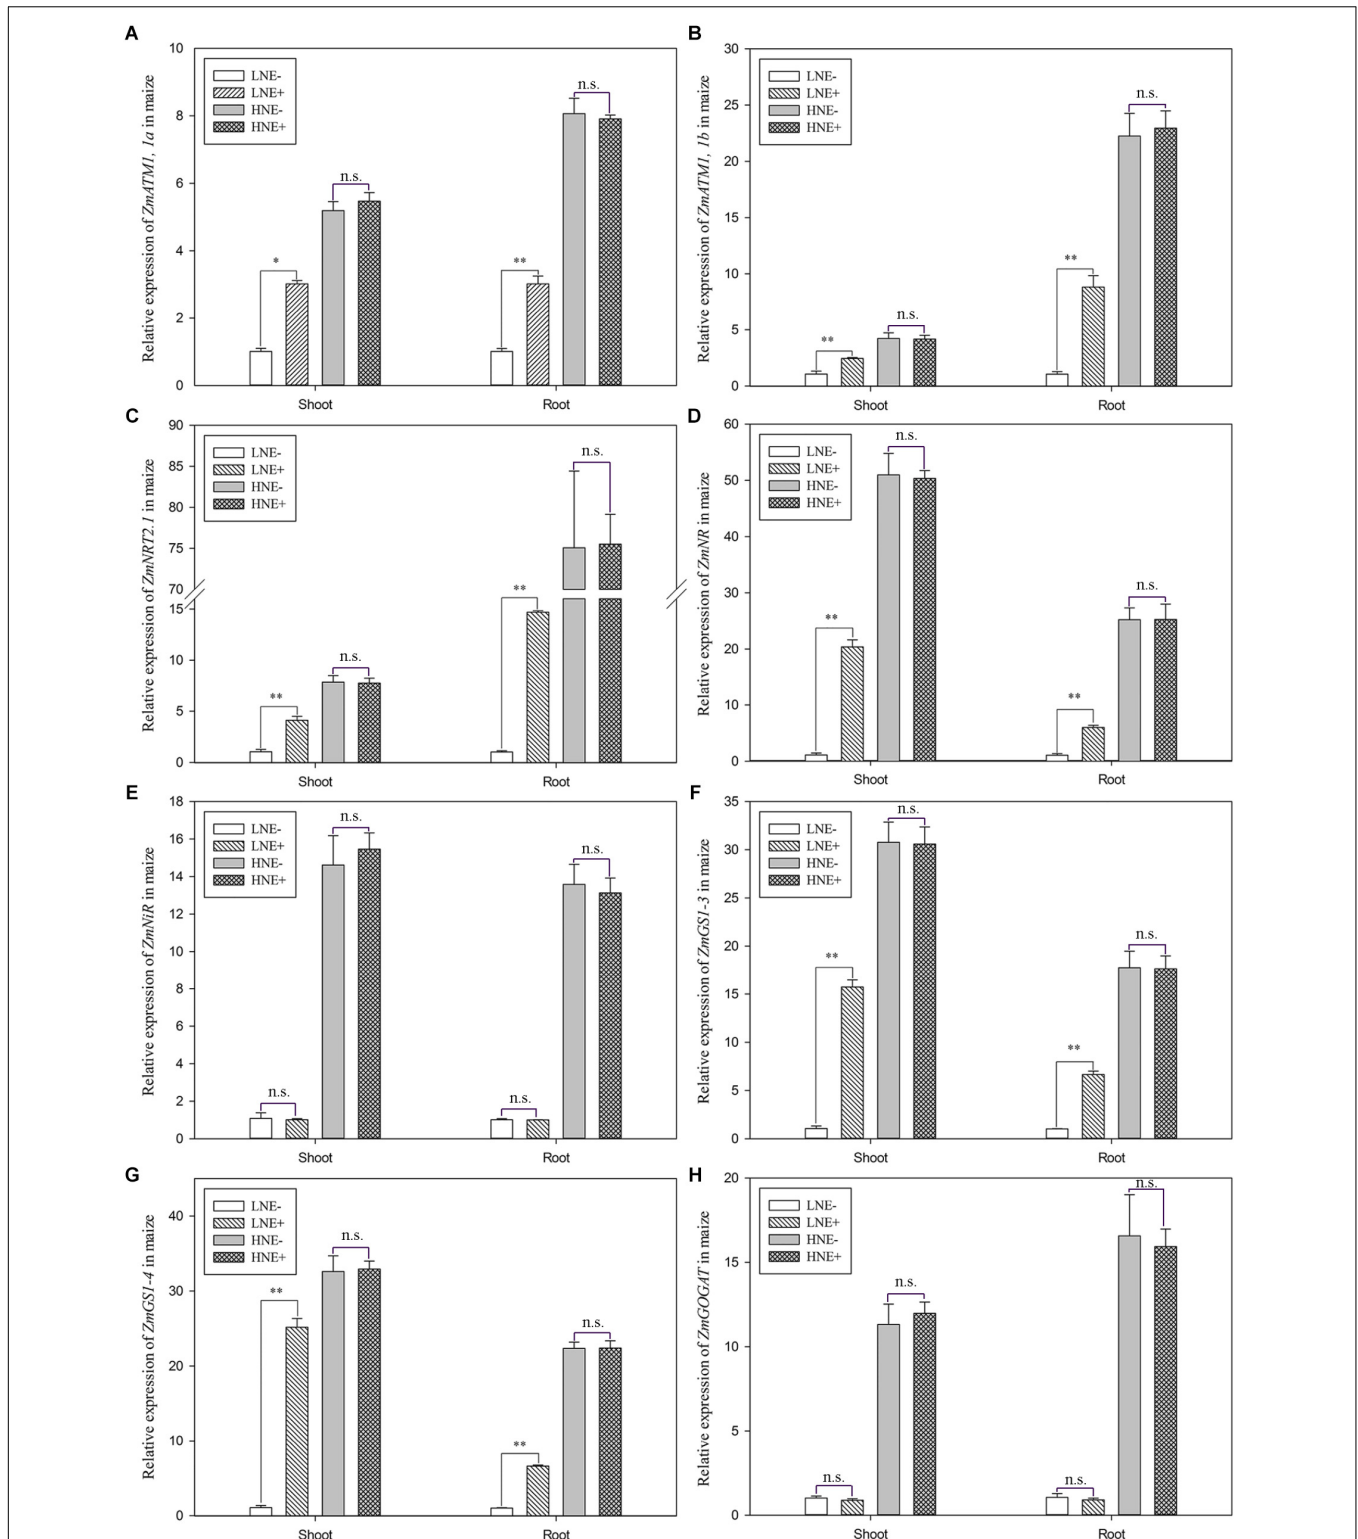 A
Relative expression of ZmATM1, 1a in maize
10
8
6
4
2
0
LNE-
LNE+
HNE-
HNE+
*
n.s.
**
n.s.
Shoot
Root
B
Relative expression of ZmATM1, 1b in maize
30
25
20
15
10
5
0
LNE-
LNE+
HNE-
HNE+
**
n.s.
**
n.s.
Shoot
Root
C
Relative expression of ZmNRT2.1 in maize
90
85
80
75
70
15
10
5
0
LNE-
LNE+
HNE-
HNE+
**
n.s.
**
n.s.
Shoot
Root
D
Relative expression of ZmNR in maize
60
50
40
30
20
10
0
LNE-
LNE+
HNE-
HNE+
**
n.s.
**
n.s.
Shoot
Root
E
Relative expression of ZmNiR in maize
18
16
14
12
10
8
6
4
2
0
LNE-
LNE+
HNE-
HNE+
n.s.
n.s.
n.s.
n.s.
Shoot
Root
F
Relative expression of ZmGS1-3 in maize
35
30
25
20
15
10
5
0
LNE-
LNE+
HNE-
HNE+
**
n.s.
**
n.s.
Shoot
Root
G
Relative expression of ZmGS1-4 in maize
40
30
20
10
0
LNE-
LNE+
HNE-
HNE+
**
n.s.
**
n.s.
Shoot
Root
H
Relative expression of ZmGOGAT in maize
20
15
10
5
0
LNE-
LNE+
HNE-
HNE+
n.s.
n.s.
n.s.
n.s.
Shoot
Root